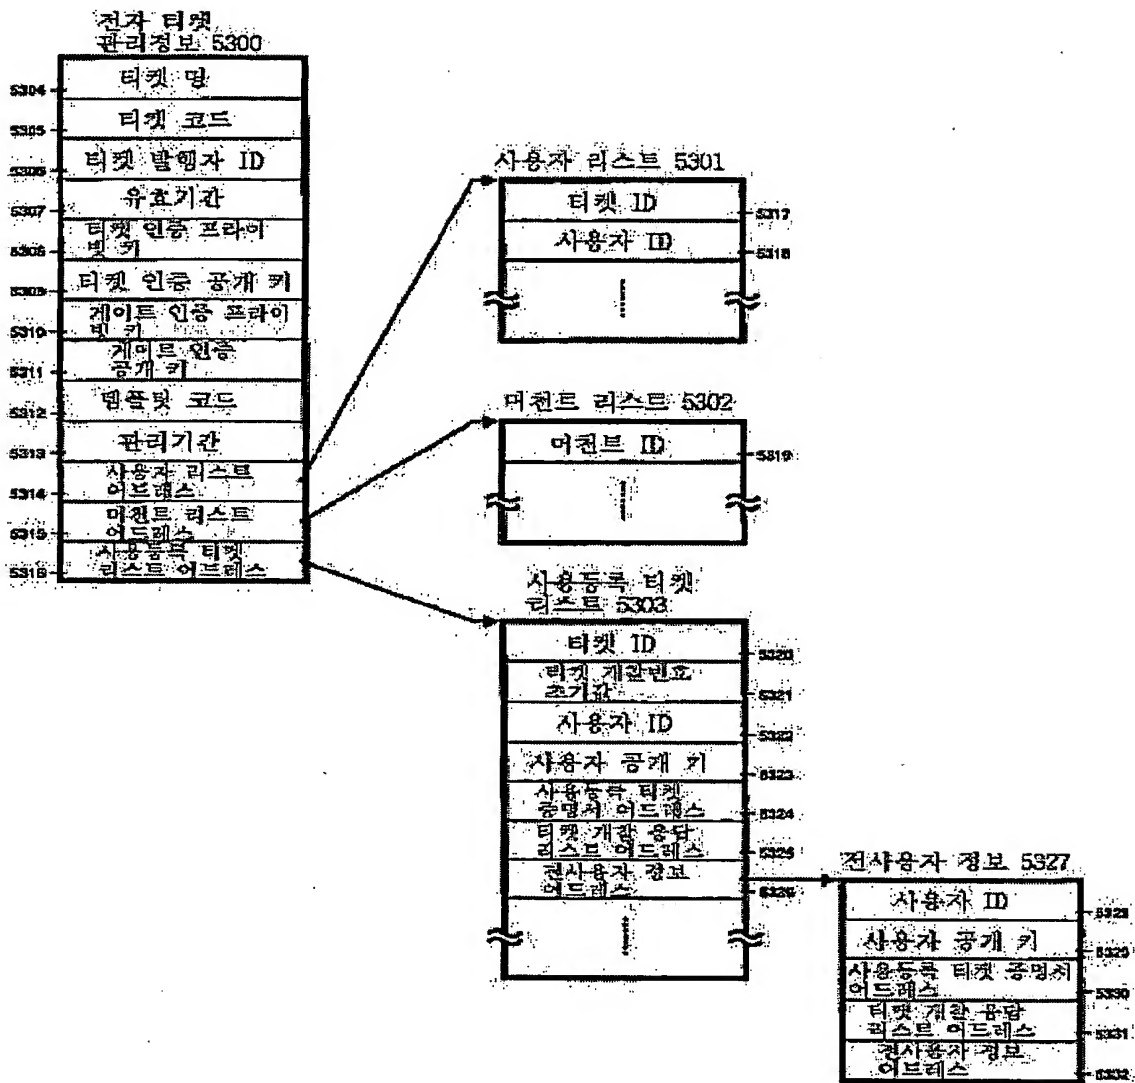 전자 티켓
관리정보 5300
티켓 명
5304
티켓 코드
5305
티켓 발행자 ID
5306
유효기간
5307
티켓 인증 프라이
빗 키
5308
티켓 인증 공개 키
5309
게이트 인증 프라이
빗 키
5310
게이트 인증
공개 키
5311
템플릿 코드
5312
관리기간
5313
사용자 리스트
어드레스
5314
머천트 리스트
어드레스
5315
사용등록 티켓
리스트 어드레스
5316
사용자 리스트 5301
티켓 ID
5317
사용자 ID
5318
머천트 리스트 5302
머천트 ID
5319
사용등록 티켓
리스트 5303
티켓 ID
5320
티켓 개찰번호
초기값
5321
사용자 ID
5322
사용자 공개 키
5323
사용등록 티켓
증명서 어드레스
5324
티켓 개찰 응답
리스트 어드레스
5325
전사용자 정보
어드레스
5326
전사용자 정보 5327
사용자 ID
5328
사용자 공개 키
5329
사용등록 티켓 증명서
어드레스
5330
티켓 개찰 응답
리스트 어드레스
5331
전사용자 정보
어드레스
5332